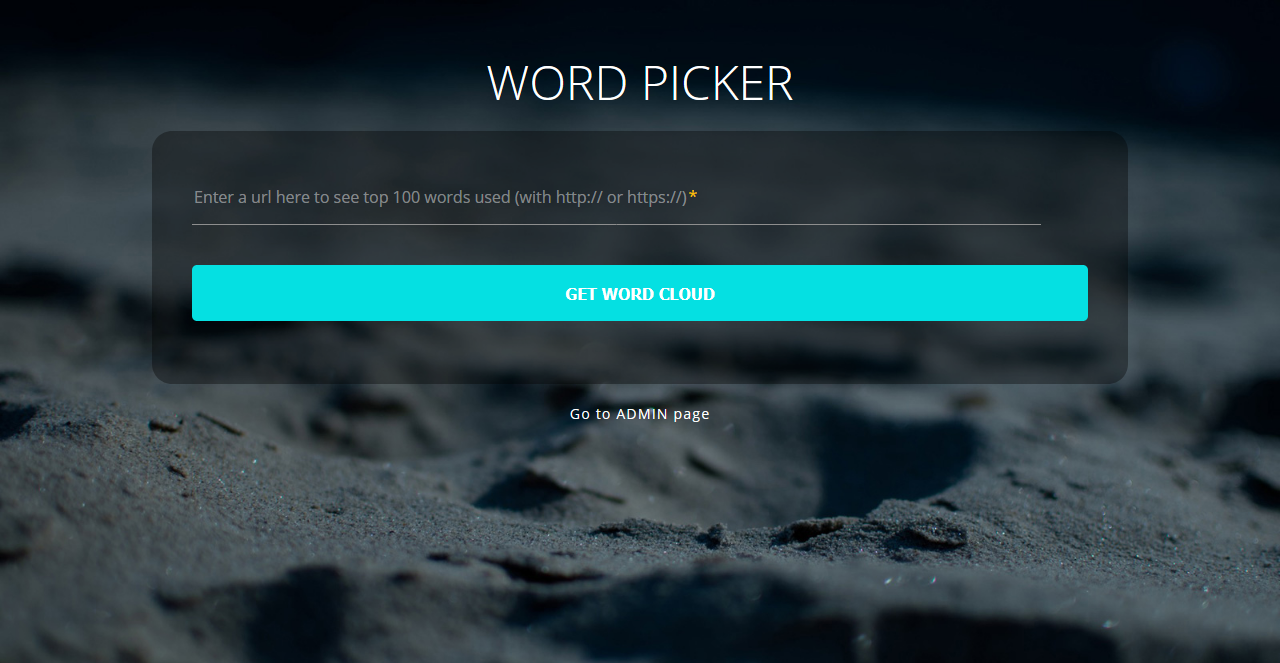 WORD PICKER
Enter a url here to see top 100 words used (with http:// or https://)*
GET WORD CLOUD
Go to ADMIN page